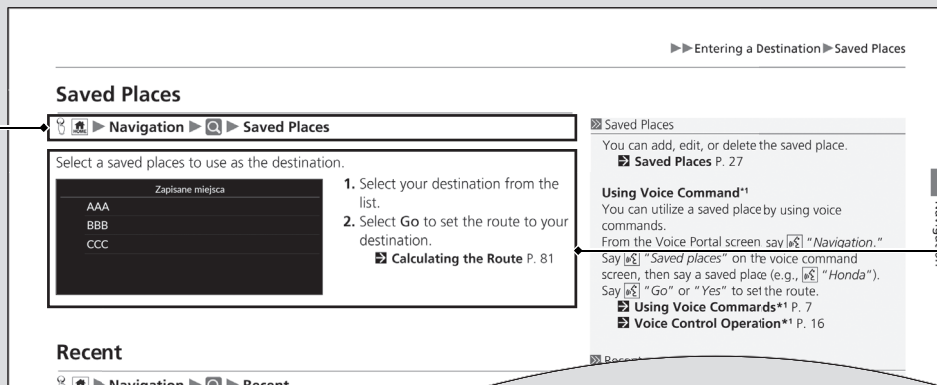 ▶▶Entering a Destination▶Saved Places
Saved Places
HOME ▶ Navigation ▶ ▶ Saved Places
Select a saved places to use as the destination.
Zapisane miejsca
AAA
BBB
CCC
1. Select your destination from the
list.
2. Select Go to set the route to your
destination.
Calculating the Route P. 81
Saved Places
You can add, edit, or delete the saved place.
Saved Places P. 27
Using Voice Command*1
You can utilize a saved place by using voice
commands.
From the Voice Portal screen, say "Navigation."
Say "Saved places" on the voice command
screen, then say a saved place (e.g., "Honda").
Say "Go" or "Yes" to set the route.
Using Voice Commands*1 P. 7
Voice Control Operation*1 P. 16
Navigation
Recent
HOME ▶ Navigation ▶ ▶ Recent
Recent